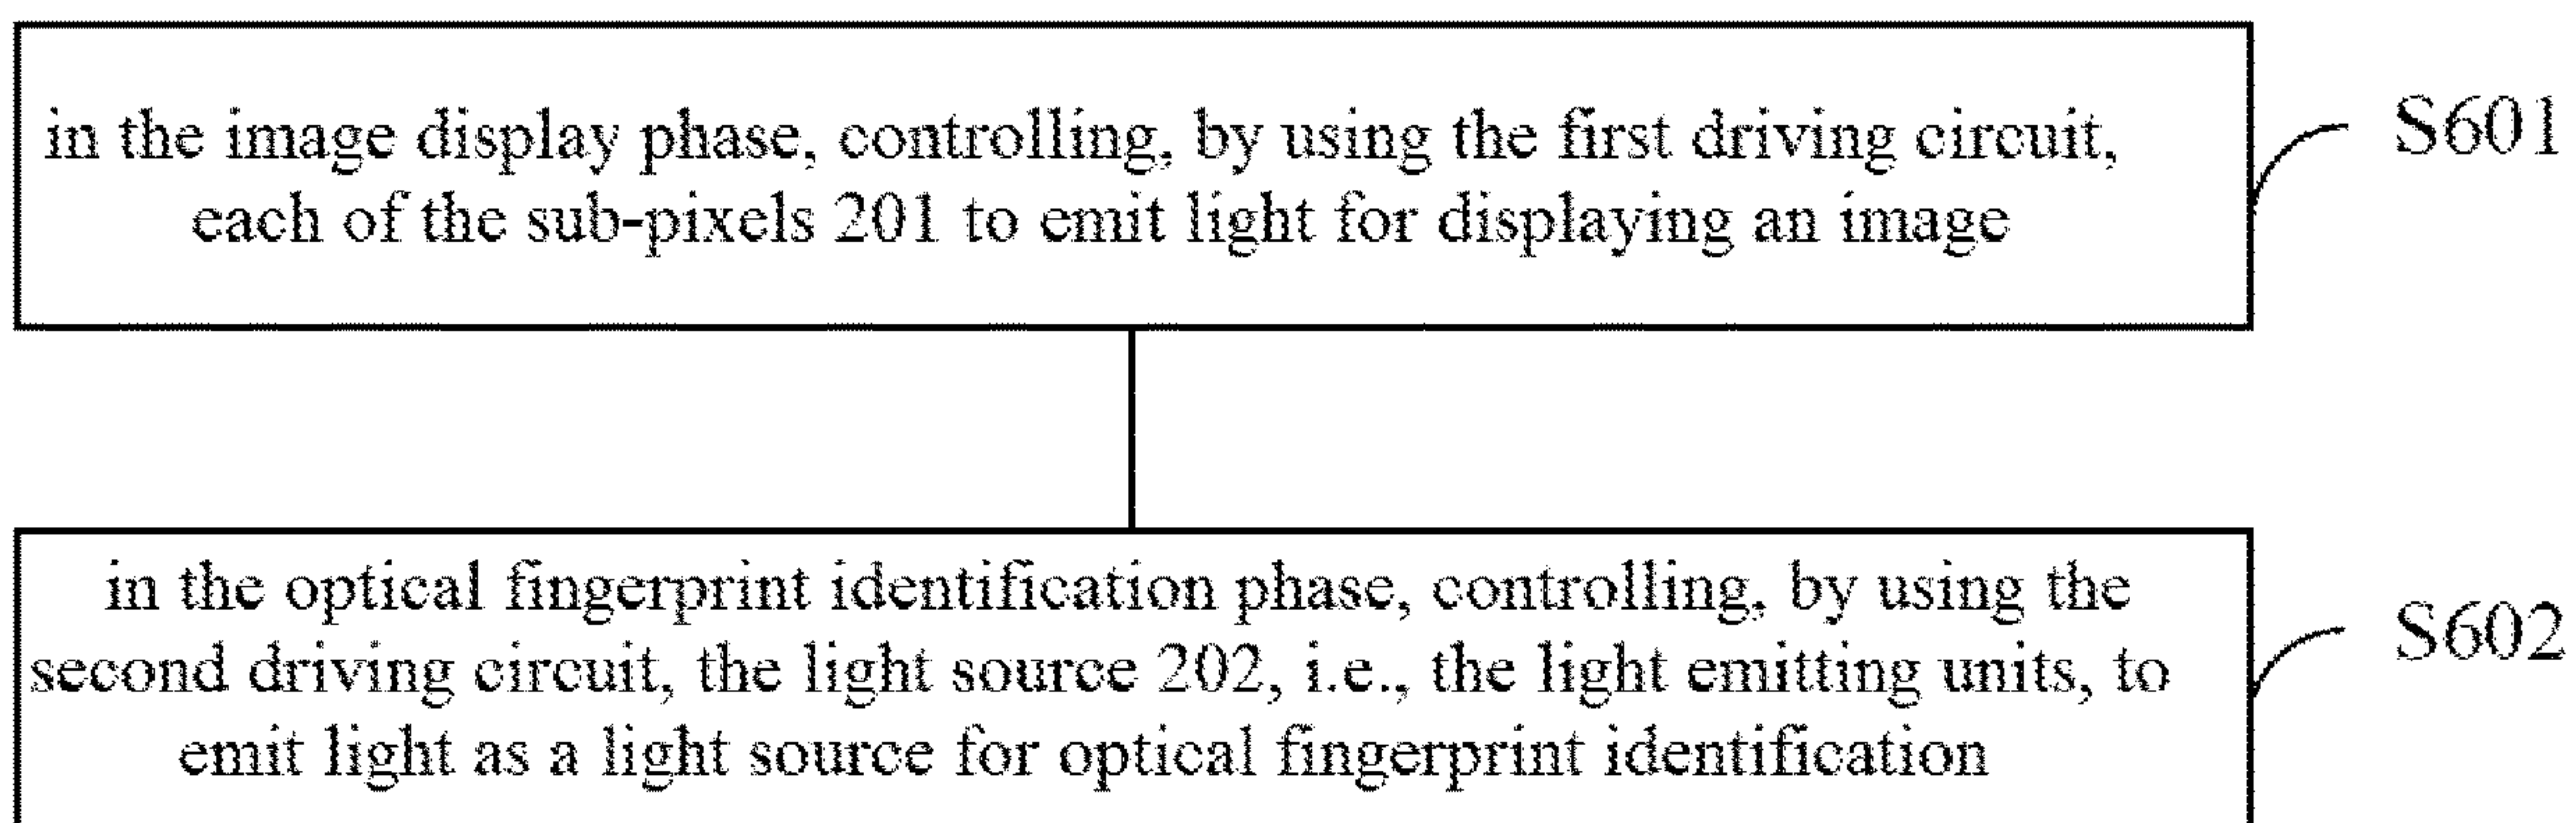 in the image display phase, controlling, by using the first driving circuit,
each of the sub-pixels 201 to emit light for displaying an image
S601
in the optical fingerprint identification phase, controlling, by using the
second driving circuit, the light source 202, i.e., the light emitting units, to
emit light as a light source for optical fingerprint identification
S602